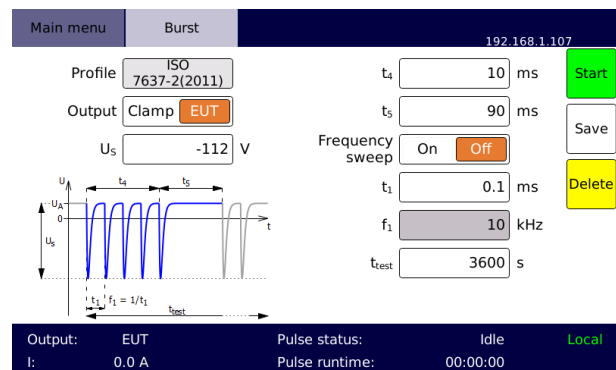 Main menu
Burst
192.168.1.107
Profile
ISO
7637-2(2011)
Output
Clamp
EUT
Us
-112
V
t4
10
ms
t5
90
ms
Frequency
sweep
On
Off
t1
0.1
ms
f1
10
kHz
ttest
3600
s
Start
Save
Delete
U
t4
t5
UA
0
t
Us
t1
f1 = 1/t1
ttest
Output:
EUT
Pulse status:
Idle
Local
I:
0.0 A
Pulse runtime:
00:00:00